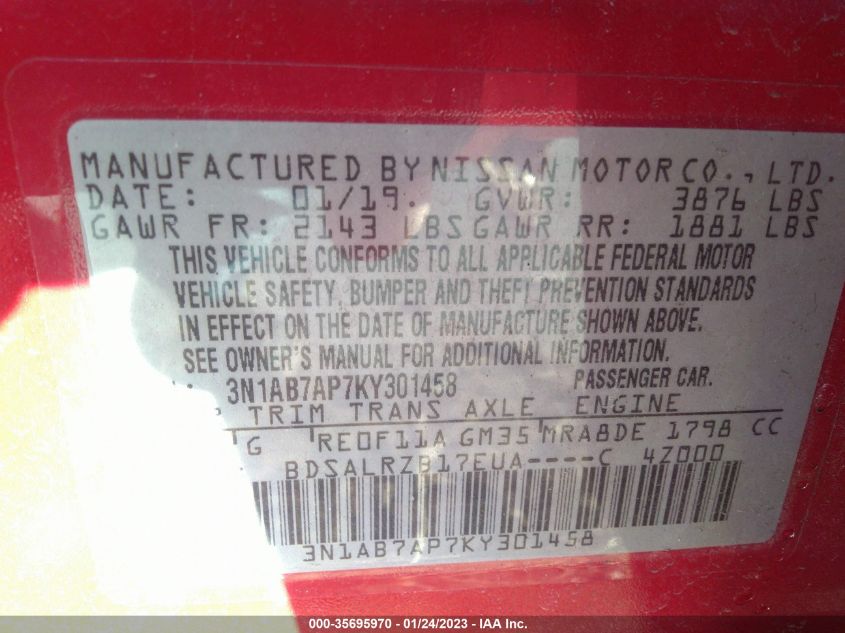 MANUFACTURED BY NISSAN MOTOR CO., LTD.
DATE: 01/19. GVWR: 3876 LBS
GAWR FR: 2143 LBS GAWR RR: 1881 LBS
THIS VEHICLE CONFORMS TO ALL APPLICABLE FEDERAL MOTOR
VEHICLE SAFETY, BUMPER AND THEFT PREVENTION STANDARDS
IN EFFECT ON THE DATE OF MANUFACTURE SHOWN ABOVE.
SEE OWNER'S MANUAL FOR ADDITIONAL INFORMATION.
3N1AB7AP7KY301458 PASSENGER CAR.
TRIM TRANS AXLE ENGINE
G RE0F11A GM35 MRA8DE 1798 CC
BDSALRZB17EUA----C 4Z000
3N1AB7AP7KY301458
000-35695970 / 01/24/2023 - IAA Inc.